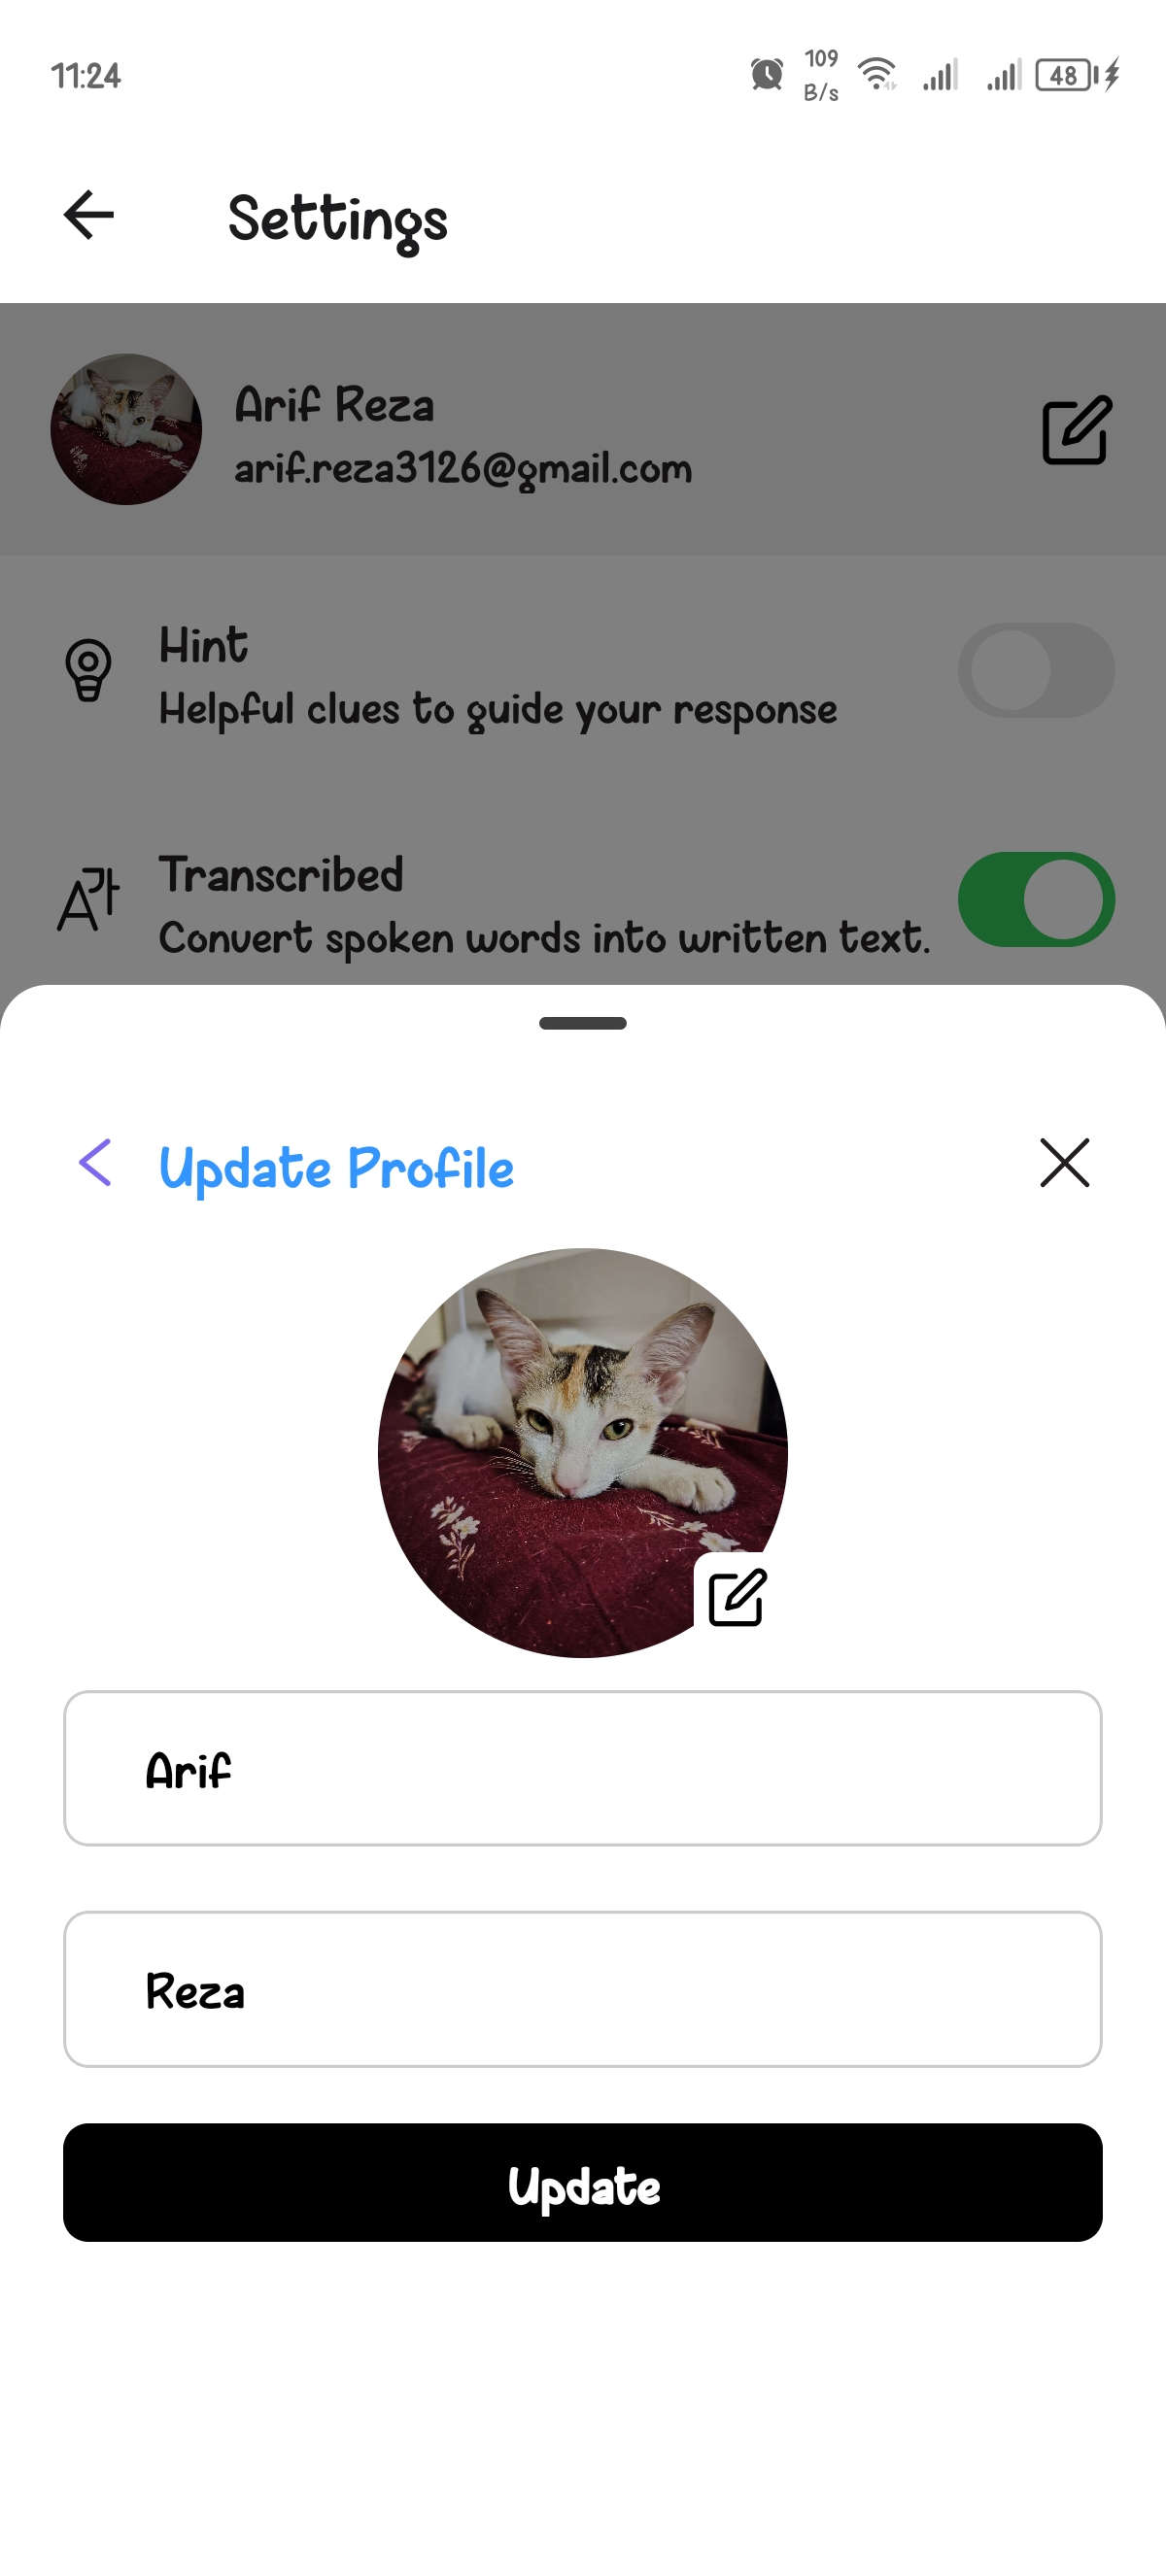 11:24
109
B/s
48
Settings
Arif Reza
arif.reza3126@gmail.com
Hint
Helpful clues to guide your response
Transcribed
Convert spoken words into written text.
Update Profile
Arif
Reza
Update